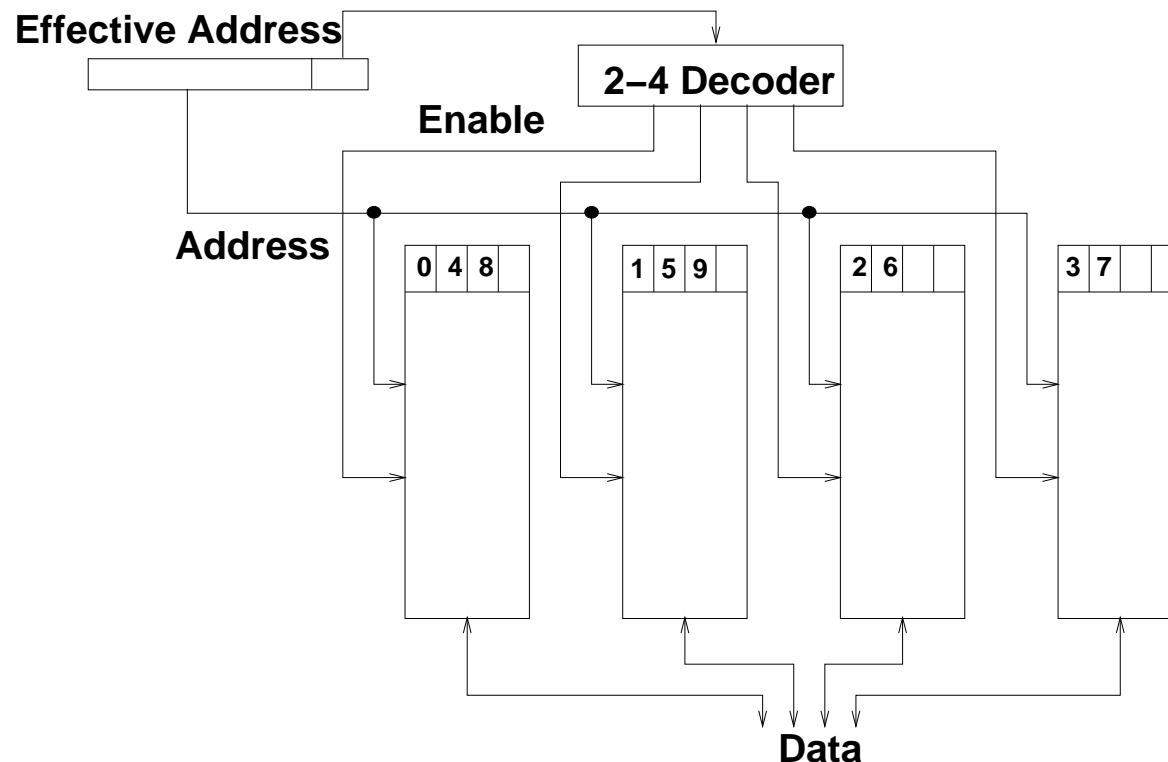 Effective Address
2–4 Decoder
Enable
Address
0 4 8
1 5 9
2 6
3 7
Data